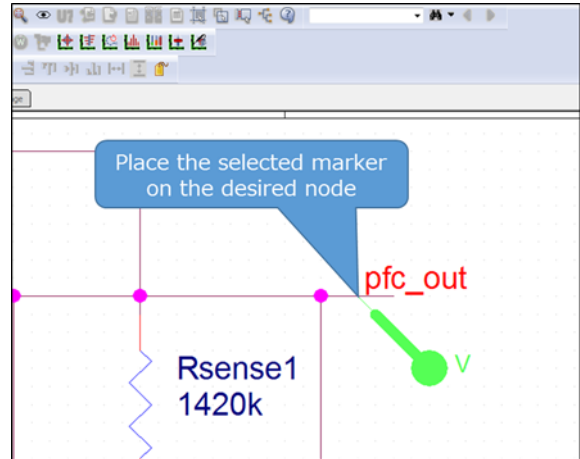 Place the selected marker
on the desired node
pfc_out
V
Rsense1
1420k